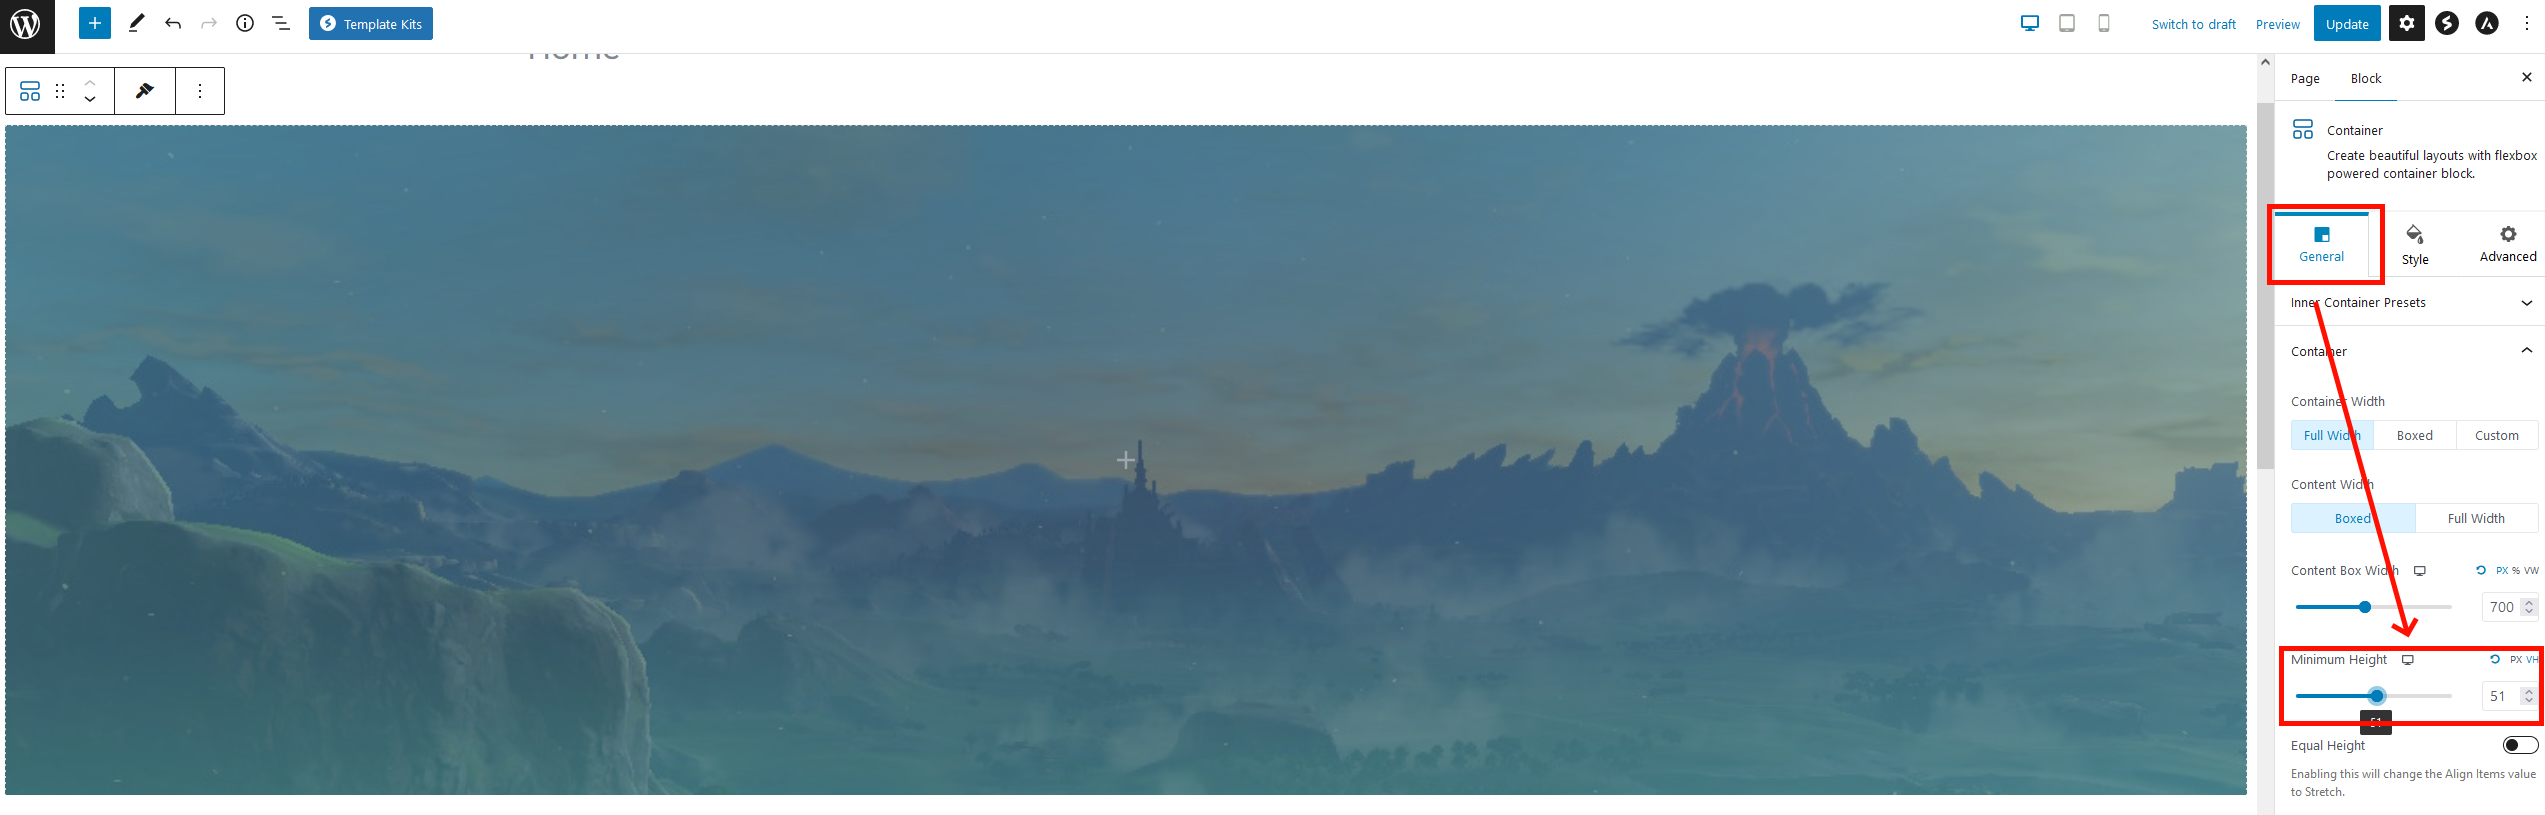 Template Kits
Switch to draft
Preview
Update
Home
Page
Block
Container
Create beautiful layouts with flexbox
powered container block.
General
Style
Advanced
Inner Container Presets
Container
Container Width
Full Width
Boxed
Custom
Content Width
Boxed
Full Width
Content Box Width
PX % VW
700
Minimum Height
PX VH
51
51
Equal Height
Enabling this will change the Align Items value
to Stretch.